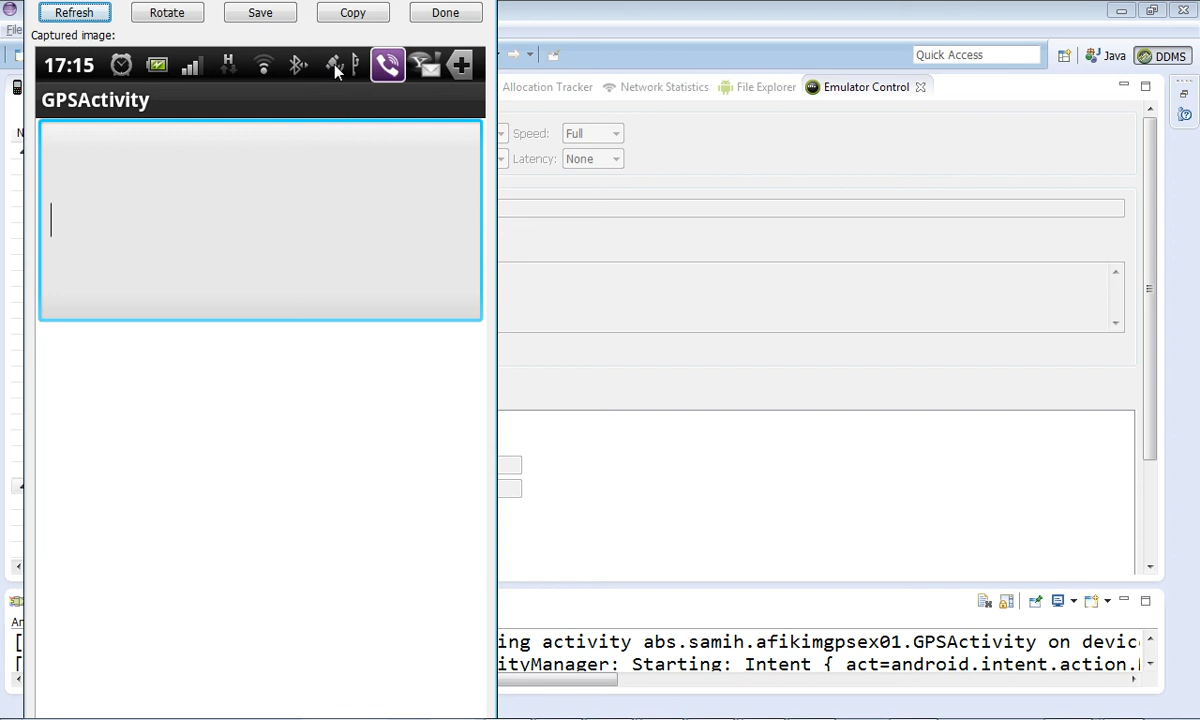 Refresh Rotate Save Copy Done
Captured image:
17:15 H
GPSActivity
File
Quick Access Java DDMS
Allocation Tracker Network Statistics File Explorer Emulator Control
Speed: Full
Latency: None
ing activity abs.samih.afikimgpsex01.GPSActivity on devic
ityManager: Starting: Intent { act=android.intent.action.